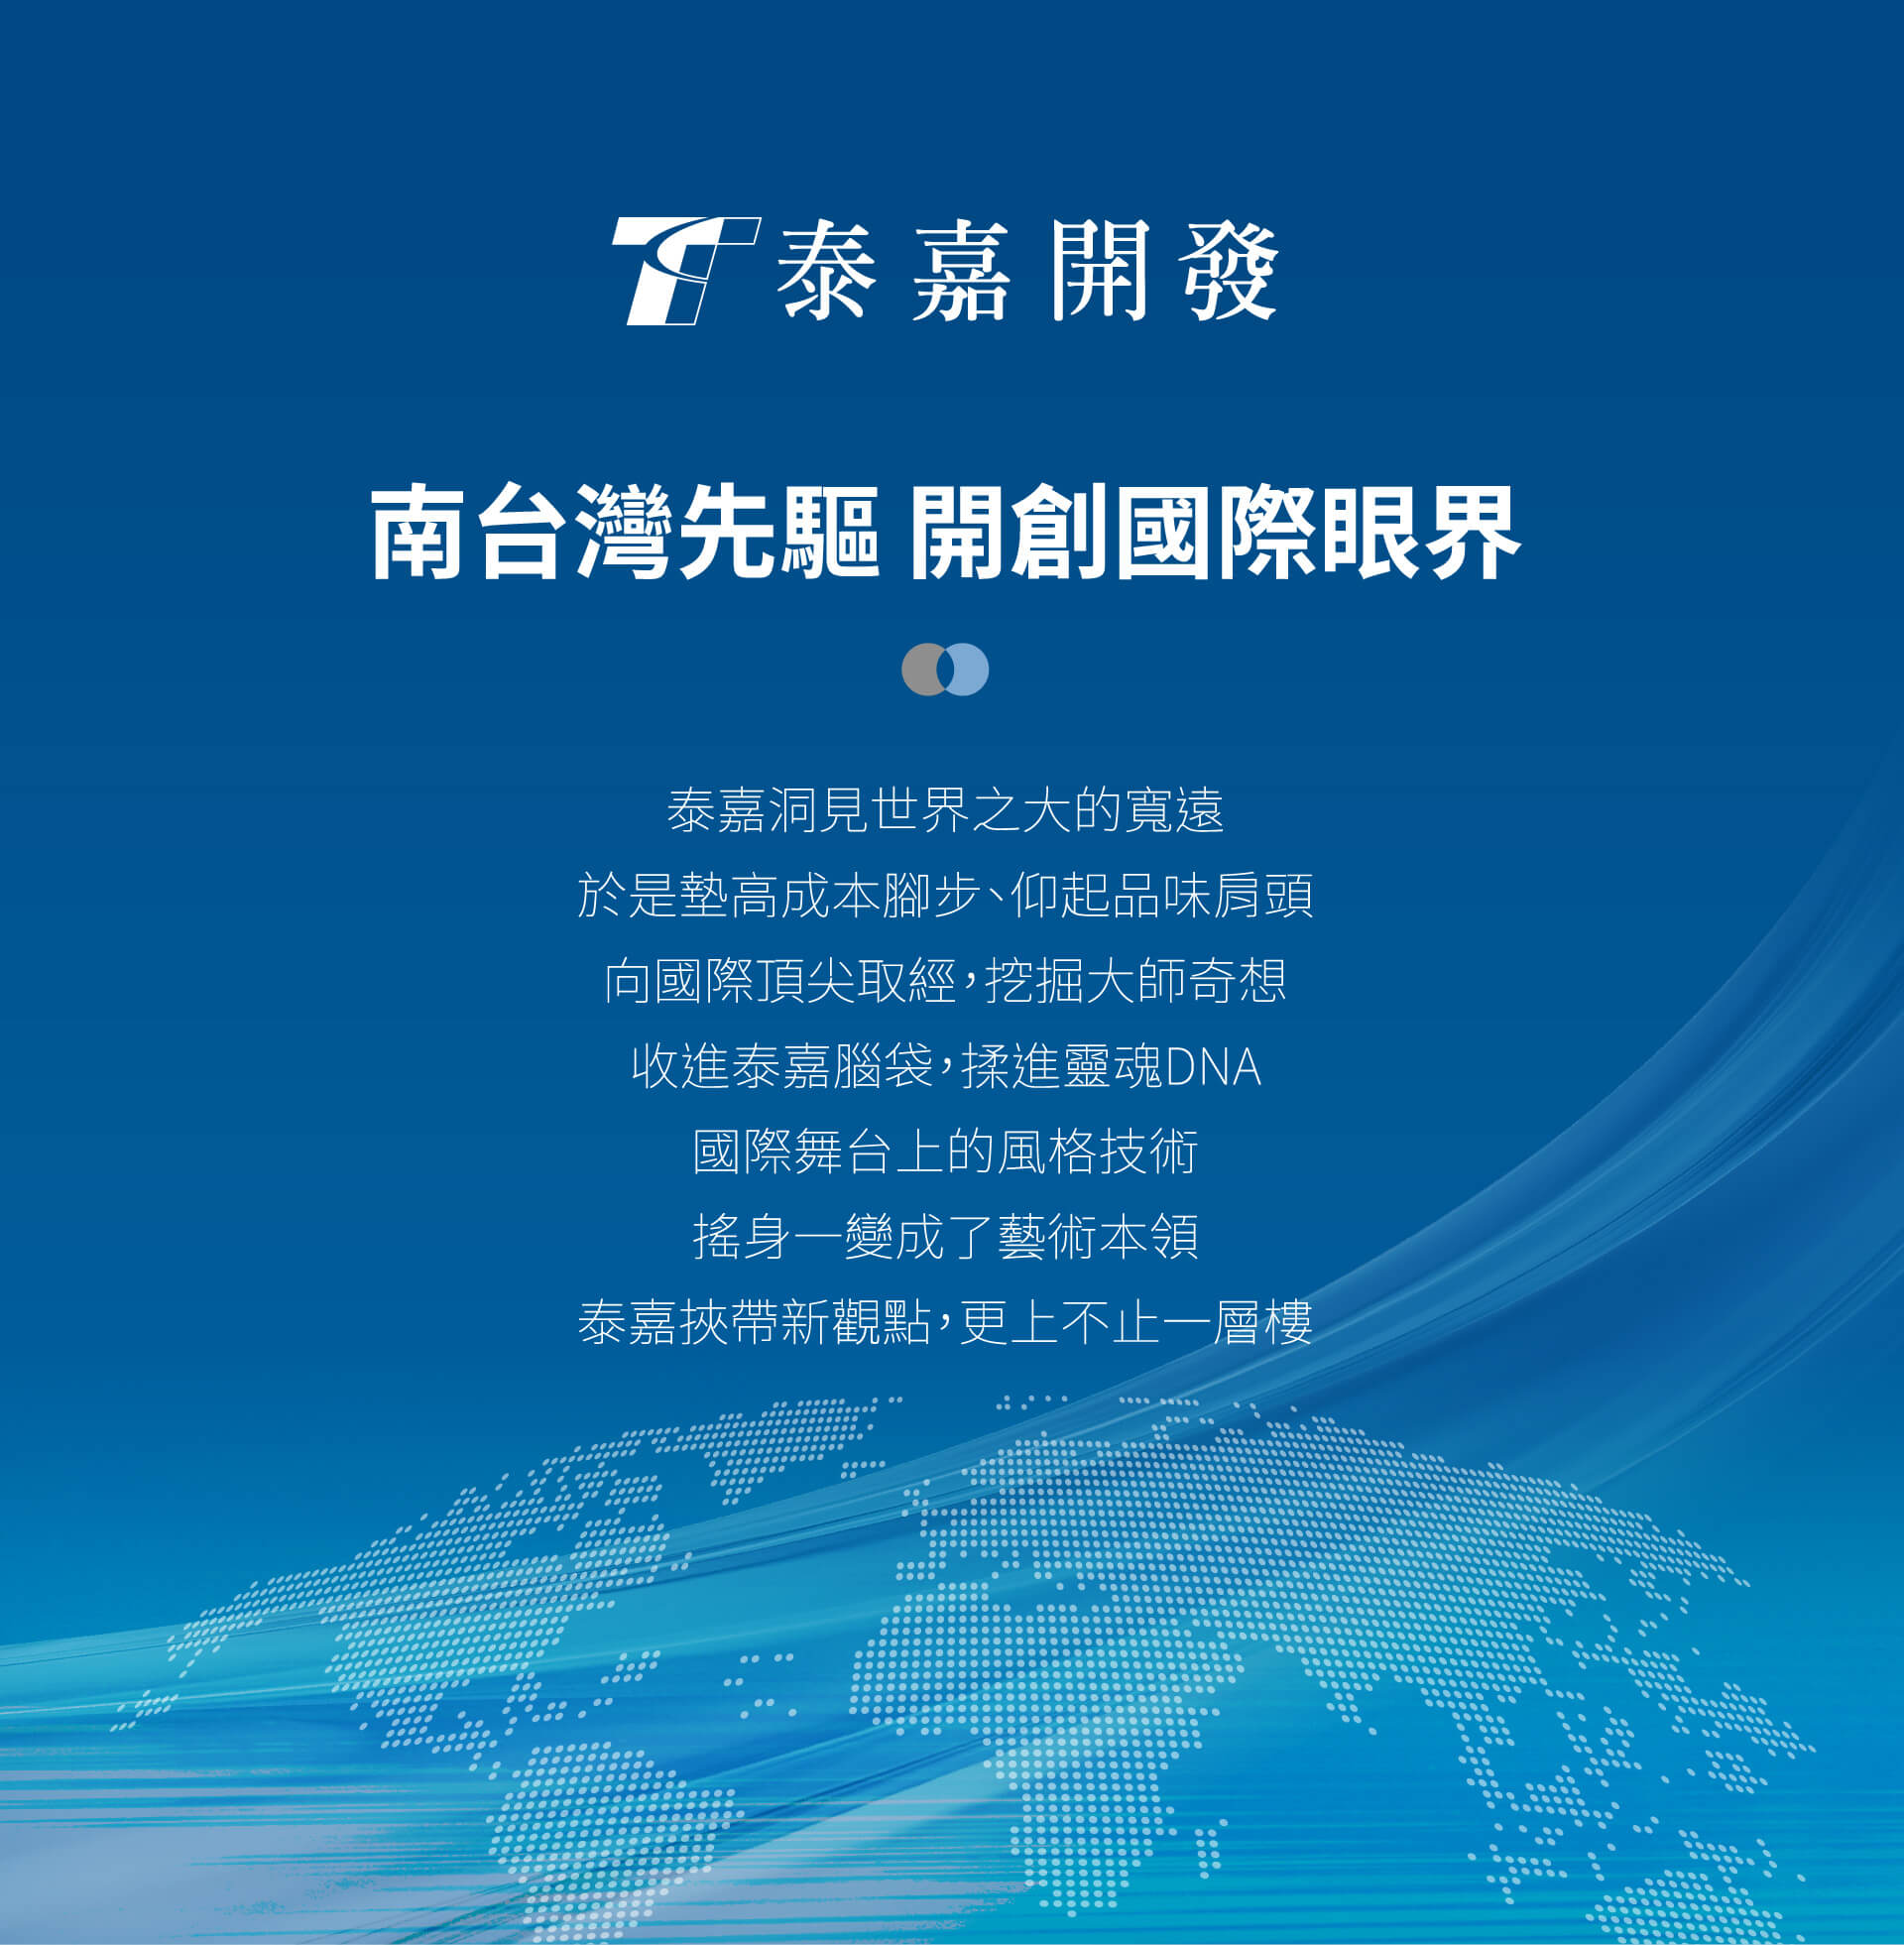 泰嘉開發
南台灣先驅 開創國際眼界
泰嘉洞見世界之大的寬遠
於是墊高成本腳步、仰起品味肩頭
向國際頂尖取經，挖掘大師奇想
收進泰嘉腦袋，揉進靈魂DNA
國際舞台上的風格技術
搖身一變成了藝術本領
泰嘉挾帶新觀點，更上不止一層樓